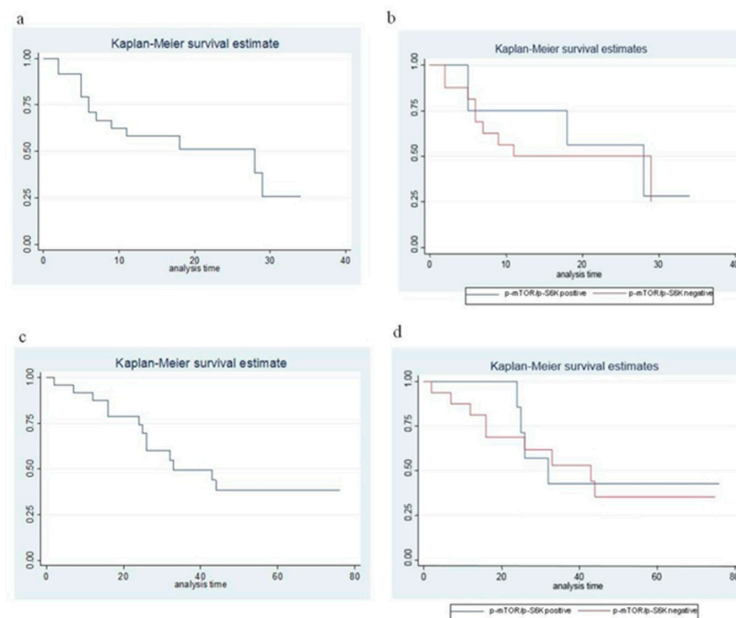 a
Kaplan-Meier survival estimate
1.00
0.75
0.50
0.25
0.00
0 10 20 30 40
analysis time
b
Kaplan-Meier survival estimates
1.00
0.75
0.50
0.25
0.00
0 10 20 30 40
analysis time
p-mTOR/p-S6K positive p-mTOR/p-S6K negative
c
Kaplan-Meier survival estimate
1.00
0.75
0.50
0.25
0.00
0 20 40 60 80
analysis time
d
Kaplan-Meier survival estimates
1.00
0.75
0.50
0.25
0.00
0 20 40 60 80
analysis time
p-mTOR/p-S6K positive p-mTOR/p-S6K negative